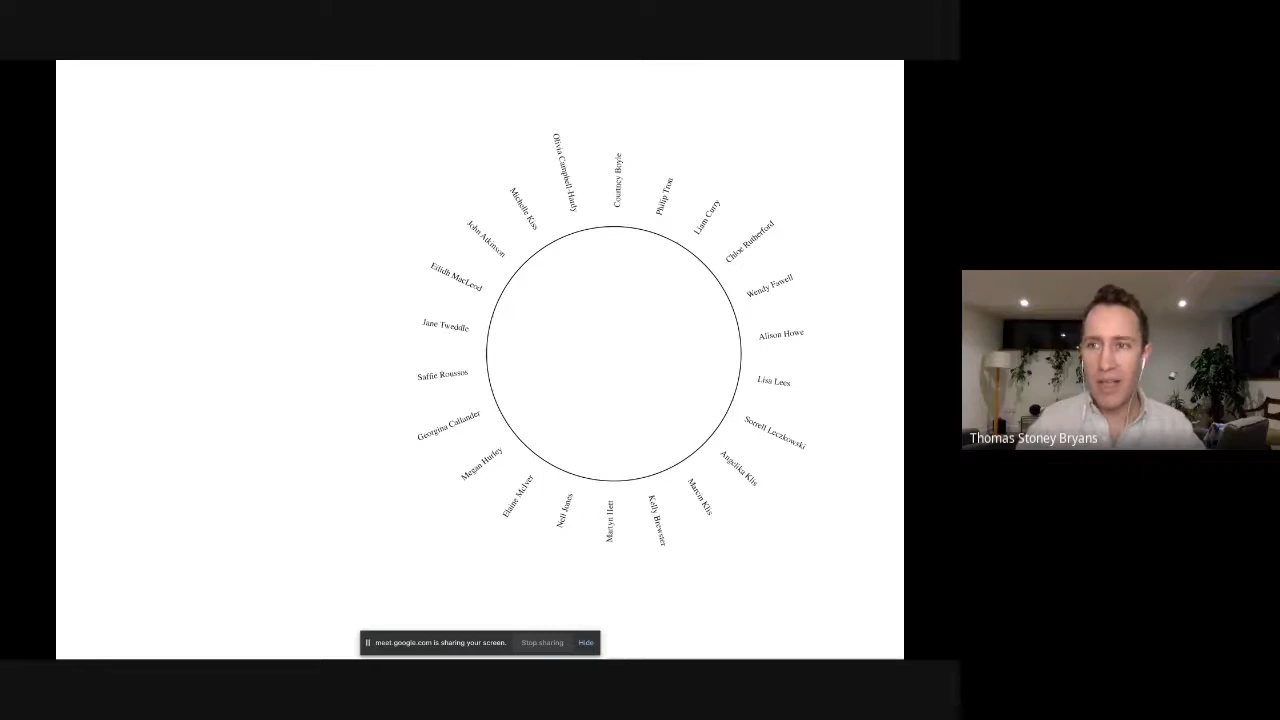 Olivia Campbell-Hardy
Courtney Boyle
Philip Tron
Liam Curry
Chloe Rutherford
Wendy Fawell
Alison Howe
Lisa Lees
Sorrell Leczkowski
Angelika Klis
Marcin Klis
Kelly Brewster
Martyn Hett
Nell Jones
Elaine McIver
Megan Hurley
Georgina Callander
Saffie Roussos
Jane Tweddle
Eilidh MacLeod
John Atkinson
Michelle Kiss
meet.google.com is sharing your screen. Stop sharing Hide
Thomas Stoney Bryans